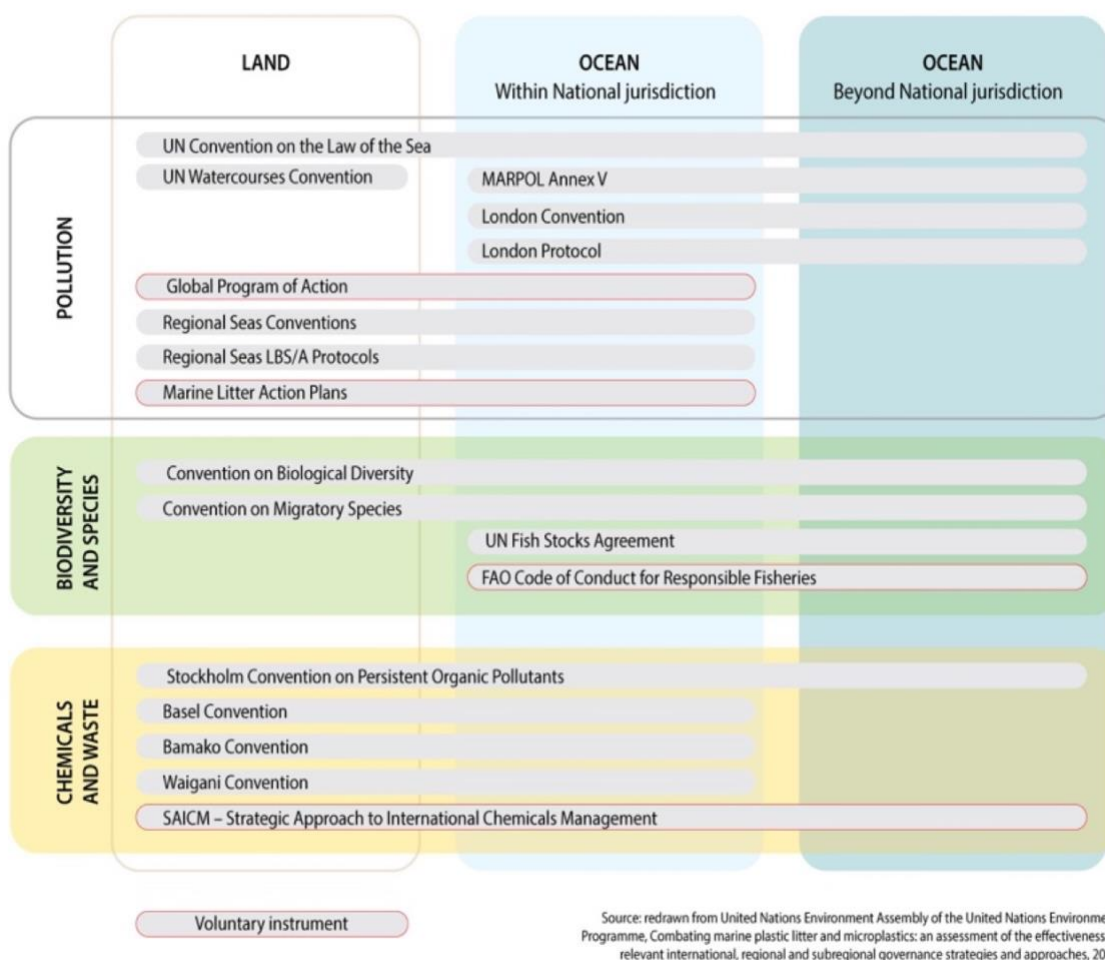 LAND
OCEAN
Within National jurisdiction
OCEAN
Beyond National jurisdiction
POLLUTION
UN Convention on the Law of the Sea
UN Watercourses Convention
MARPOL Annex V
London Convention
London Protocol
Global Program of Action
Regional Seas Conventions
Regional Seas LBS/A Protocols
Marine Litter Action Plans
BIODIVERSITY
AND SPECIES
Convention on Biological Diversity
Convention on Migratory Species
UN Fish Stocks Agreement
FAO Code of Conduct for Responsible Fisheries
CHEMICALS
AND WASTE
Stockholm Convention on Persistent Organic Pollutants
Basel Convention
Bamako Convention
Waigani Convention
SAICM – Strategic Approach to International Chemicals Management
Voluntary instrument
Source: redrawn from United Nations Environment Assembly of the United Nations
Programme, Combating marine plastic litter and microplastics: an assessment of the effectiveness
relevant international, regional and subregional governance strategies and approaches,